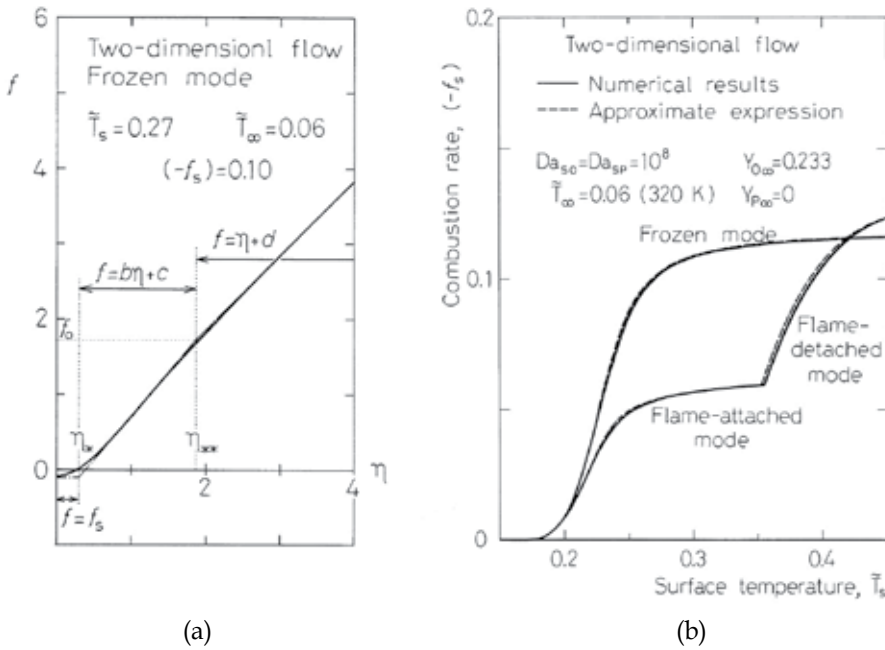 6
f
Two-dimensionl flow
Frozen mode
T̃s=0.27 T̃∞=0.06
(-fs)=0.10
4
f=η+d
f=bη+c
2
fo
η* η**
0
2 4 η
f=fs
(a)
0.2
Combustion rate, (-fs)
Two-dimensional flow
Numerical results
Approximate expression
Daso=Dasp=10⁸ YO∞=0.233
T̃∞=0.06 (320 K) YP∞=0
Frozen mode
0.1
Flame-
detached
mode
Flame-attached
mode
0
0.2 0.3 0.4
Surface temperature, T̃s
(b)